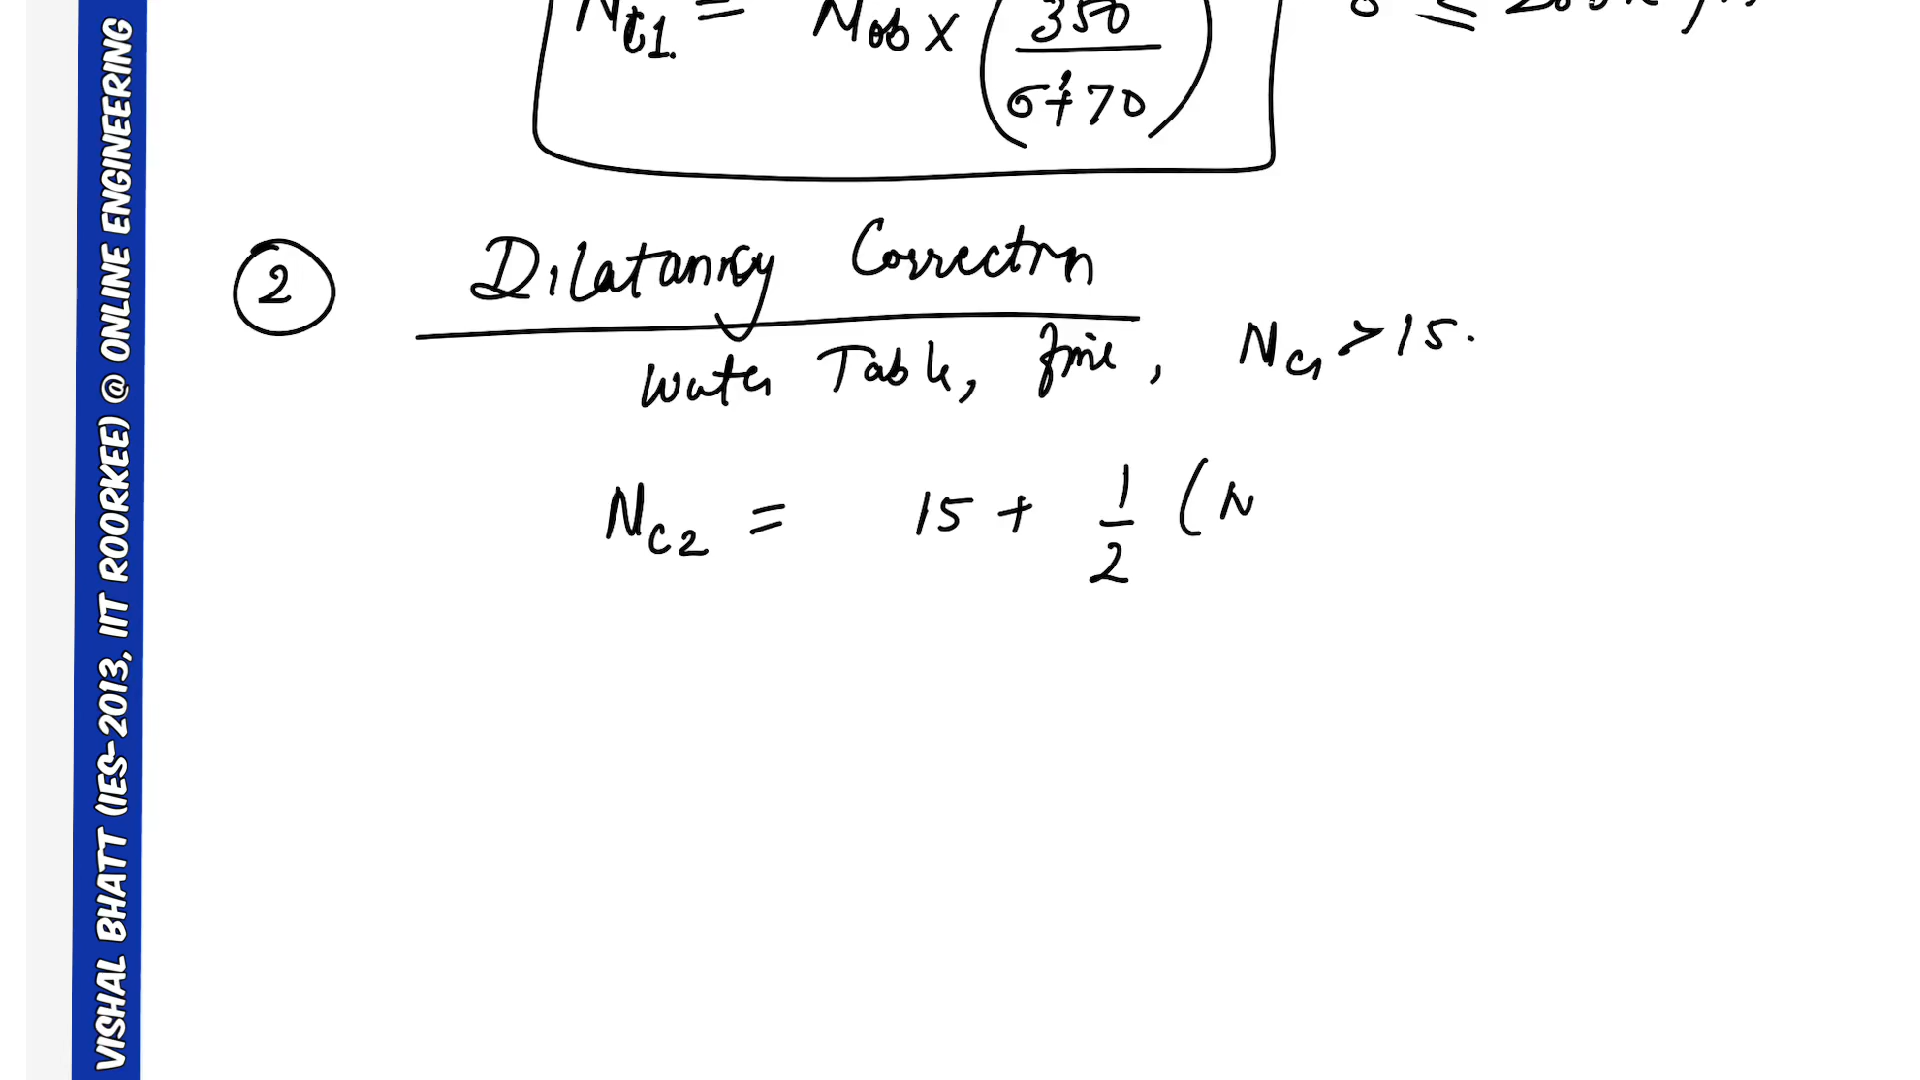 N_C1 = N_ob × (350 / σ' + 70) σ' ≤ 280 k
2 Dilatancy Correction
water Table, fine, N_C1 > 15.
N_C2 = 15 + 1/2 (N
VISHAL BHATT (IES-2013, IIT ROORKEE) @ ONLINE ENGINEERING